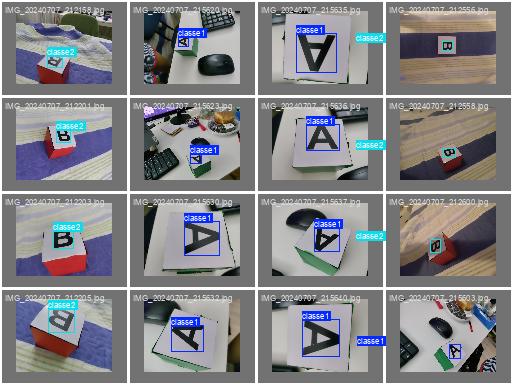 IMG_20240707_212158.jpg
classe2
B
IMG_20240707_215620.jpg
classe1
A
IMG_20240707_215635.jpg
A
IMG_20240707_212556.jpg
classe2
B
IMG_20240707_212201.jpg
classe2
B
IMG_20240707_215623.jpg
classe1
A
IMG_20240707_215636.jpg
classe1
A
IMG_20240707_212558.jpg
classe2
B
IMG_20240707_212203.jpg
classe2
B
IMG_20240707_215630.jpg
classe1
A
IMG_20240707_215637.jpg
classe1
A
IMG_20240707_212600.jpg
classe2
B
IMG_20240707_212205.jpg
classe2
B
IMG_20240707_215632.jpg
classe1
A
IMG_20240707_215640.jpg
classe1
A
IMG_20240707_215603.jpg
classe1
A